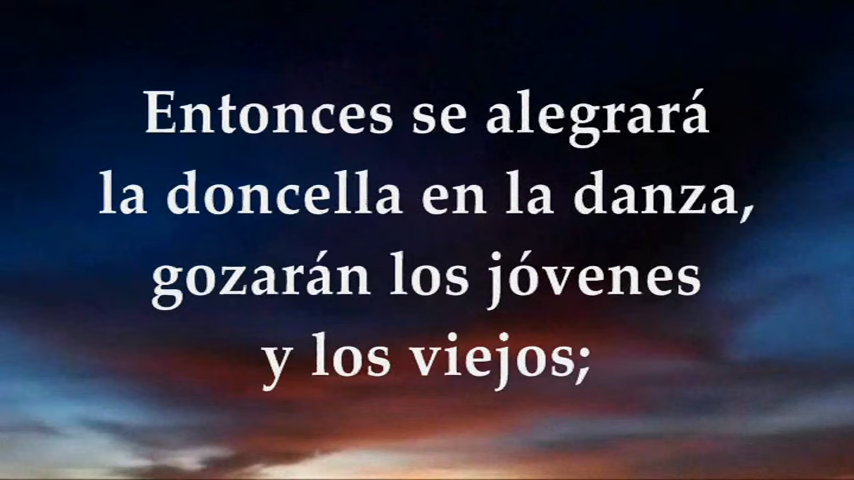 Entonces se alegrará
la doncella en la danza,
gozarán los jóvenes
y los viejos;